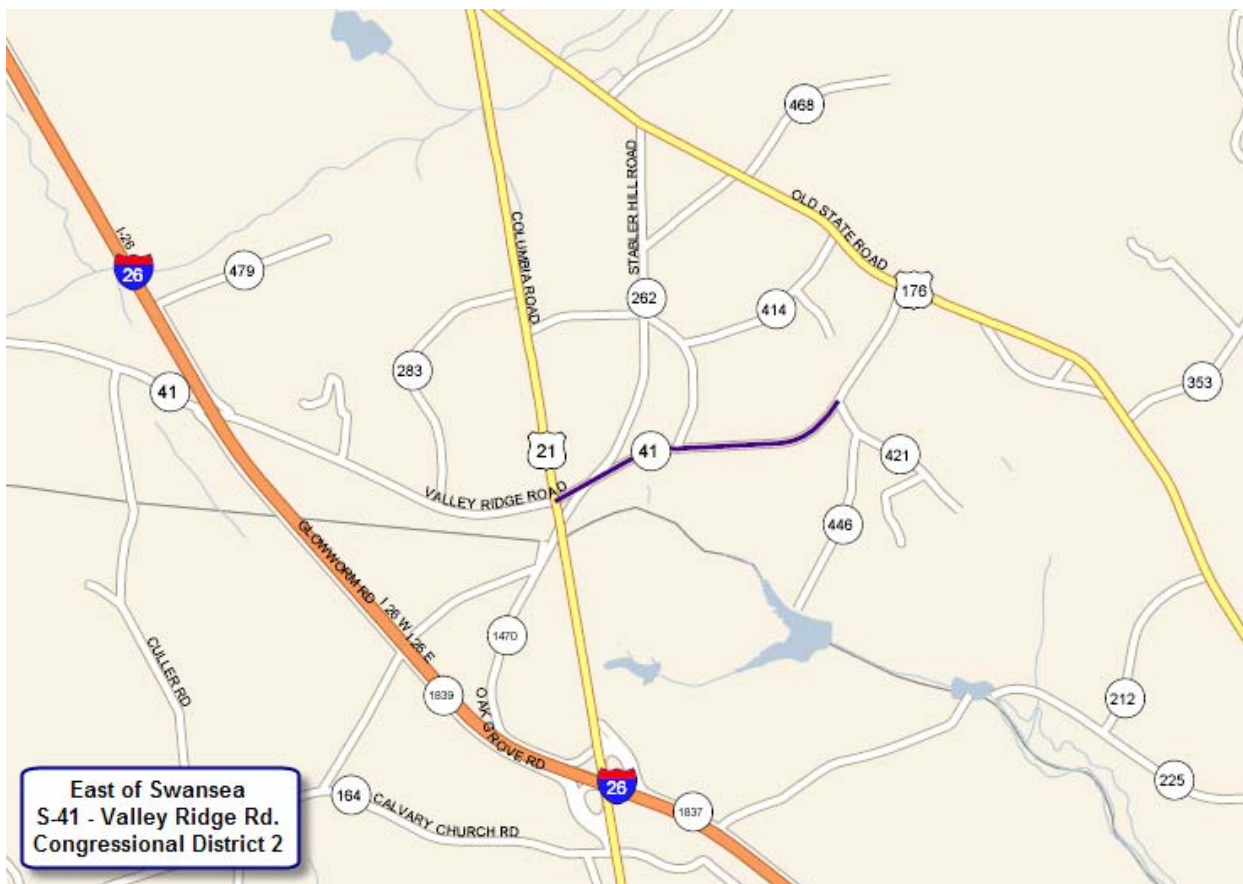 468
STABLER HILL ROAD
COLUMBIA ROAD
OLD STATE ROAD
I-26
26
479
176
262
414
283
41
353
21
41
421
VALLEY RIDGE ROAD
446
GLOWWORM RD
I 26 W I 26 E
1470
CULLER RD
1839
OAK GROVE RD
212
26
225
164
CALVARY CHURCH RD
1837
East of Swansea
S-41 - Valley Ridge Rd.
Congressional District 2